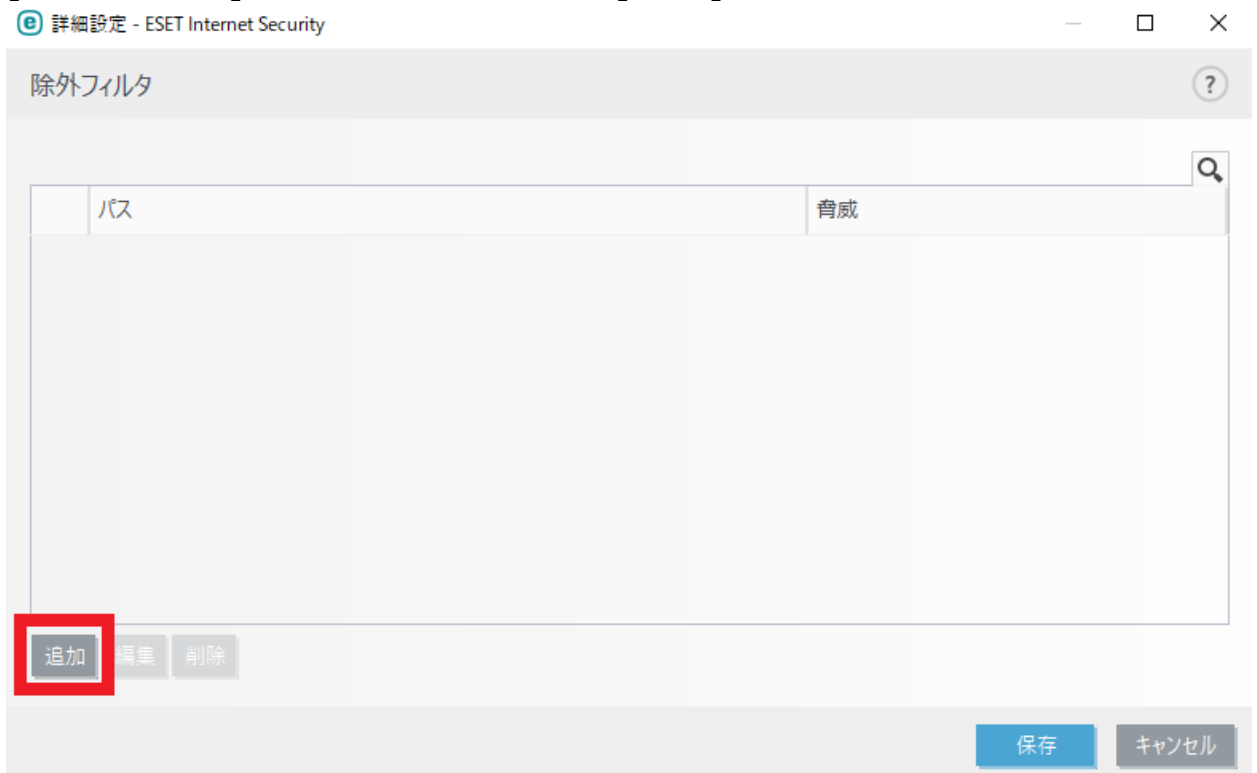 e 詳細設定 - ESET Internet Security
除外フィルタ
?
パス 脅威
追加 編集 削除
保存 キャンセル